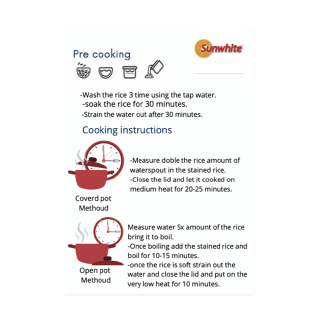 Pre cooking
Sunwhite
-Wash the rice 3 time using the tap water.
-soak the rice for 30 minutes.
-Strain the water out after 30 minutes.
Cooking instructions
-Measure doble the rice amount of
waterspout in the stained rice.
-Close the lid and let it cooked on
medium heat for 20-25 minutes.
Coverd pot
Methoud
Measure water 5x amount of the rice
bring it to boil.
-Once boiling add the stained rice and
boil for 10-15 minutes.
-once the rice is soft strain out the
water and close the lid and put on the
very low heat for 10 minutes.
Open pot
Methoud